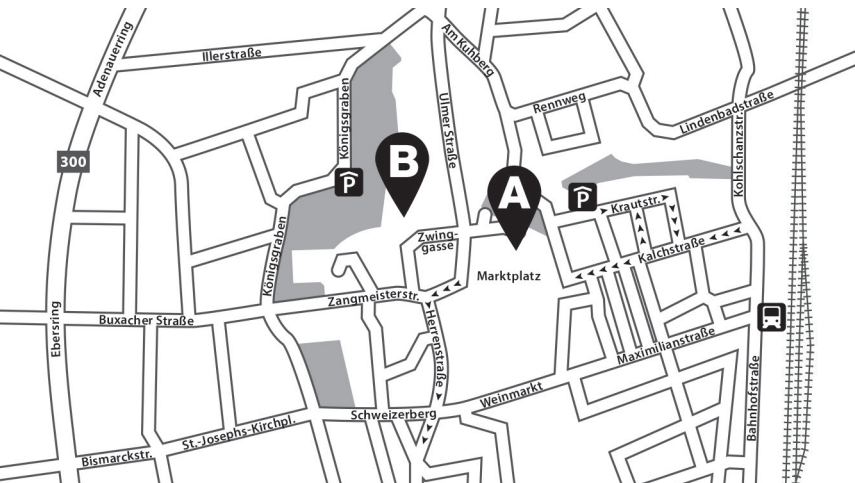 Adenauerring
Illerstraße
Am Kuhberg
Königsgraben
Ulmer Straße
Rennweg
Lindenbadstraße
Kohlschanzstr.
300
B
P
A
P
Krautstr.
Königsgraben
Zwing-
gasse
Kalchstraße
Marktplatz
Zangmeisterstr.
Buxacher Straße
Ebersring
Herrenstraße
Maximilianstraße
Bahnhofstraße
Weinmarkt
Schweizerberg
St.-Josephs-Kirchpl.
Bismarckstr.